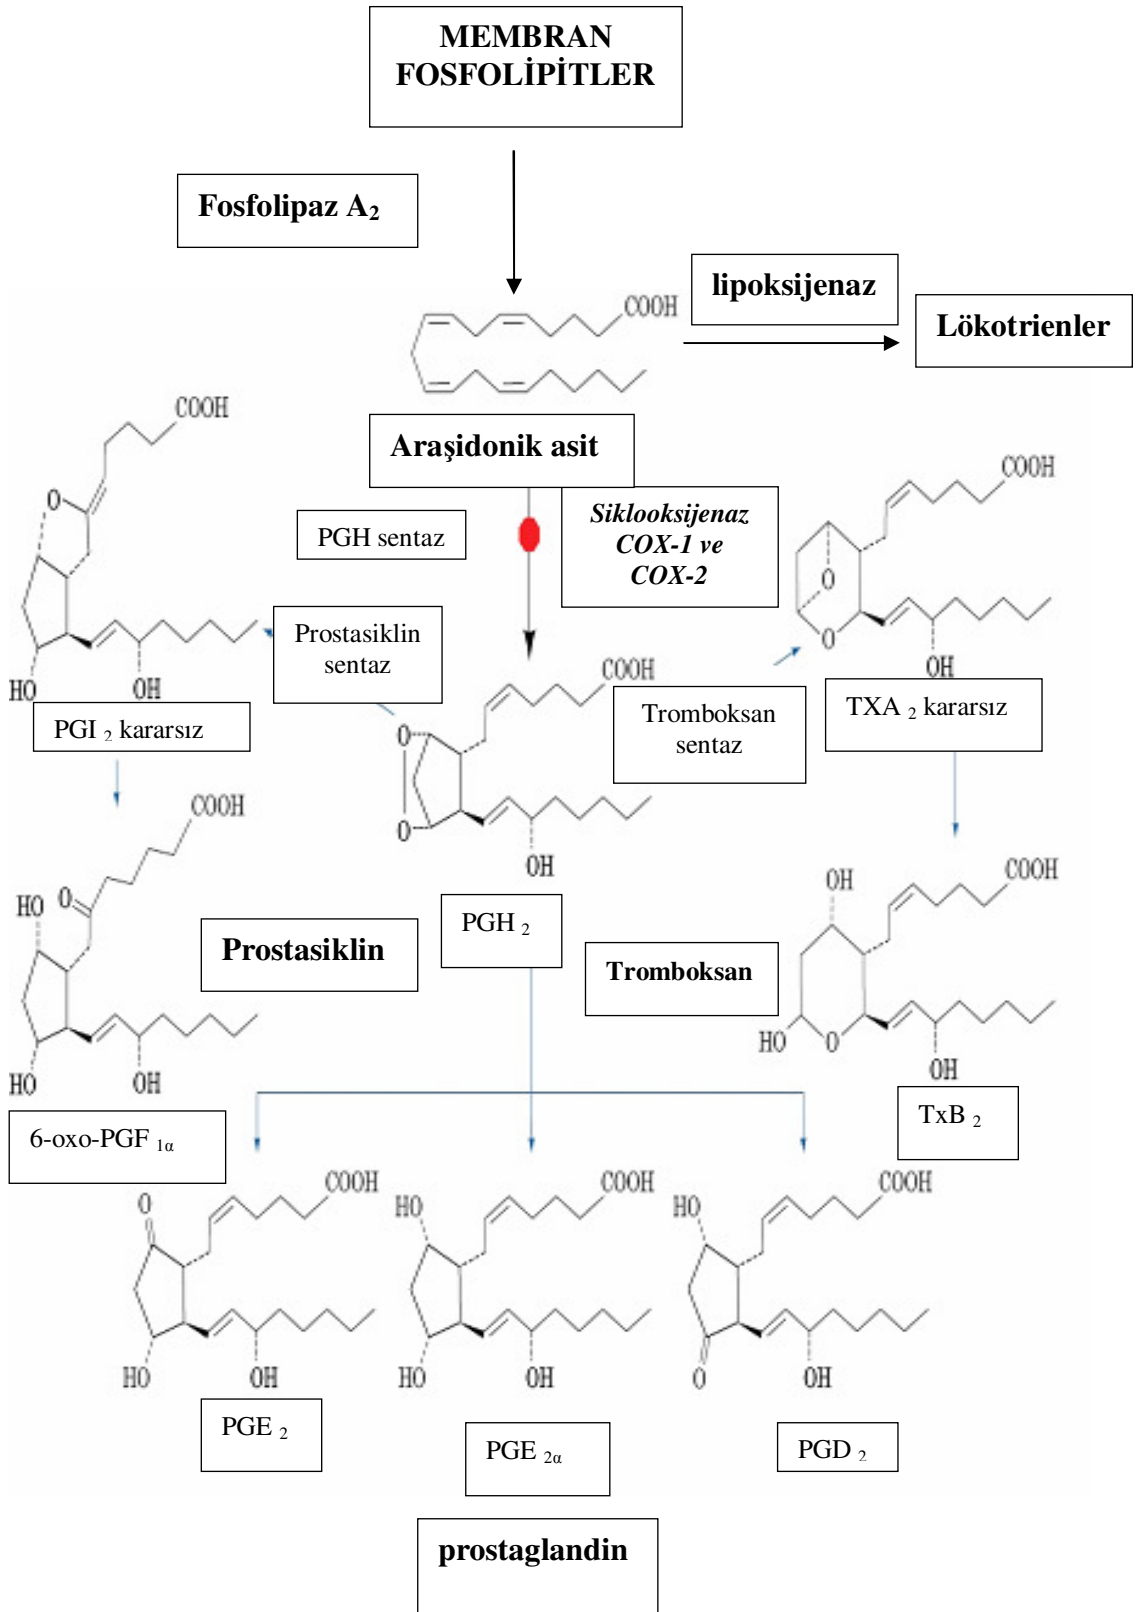 MEMBRAN
FOSFOLİPİTLER
Fosfolipaz A₂
lipoksijenaz
Lökotrienler
COOH
Araşidonik asit
COOH
PGH sentaz
Siklooksijenaz
COX-1 ve
COX-2
COOH
O
O
O
Prostasiklin
sentaz
HO
OH
OH
COOH
PGI ₂ kararsız
Tromboksan
sentaz
TXA ₂ kararsız
O
O
OH
COOH
HO
O
PGH ₂
OH
COOH
Prostasiklin
Tromboksan
HO
OH
HO
O
OH
6-oxo-PGF ₁α
TxB ₂
O
COOH
HO
COOH
HO
COOH
HO
OH
HO
OH
O
OH
PGE ₂
PGE ₂α
PGD ₂
prostaglandin